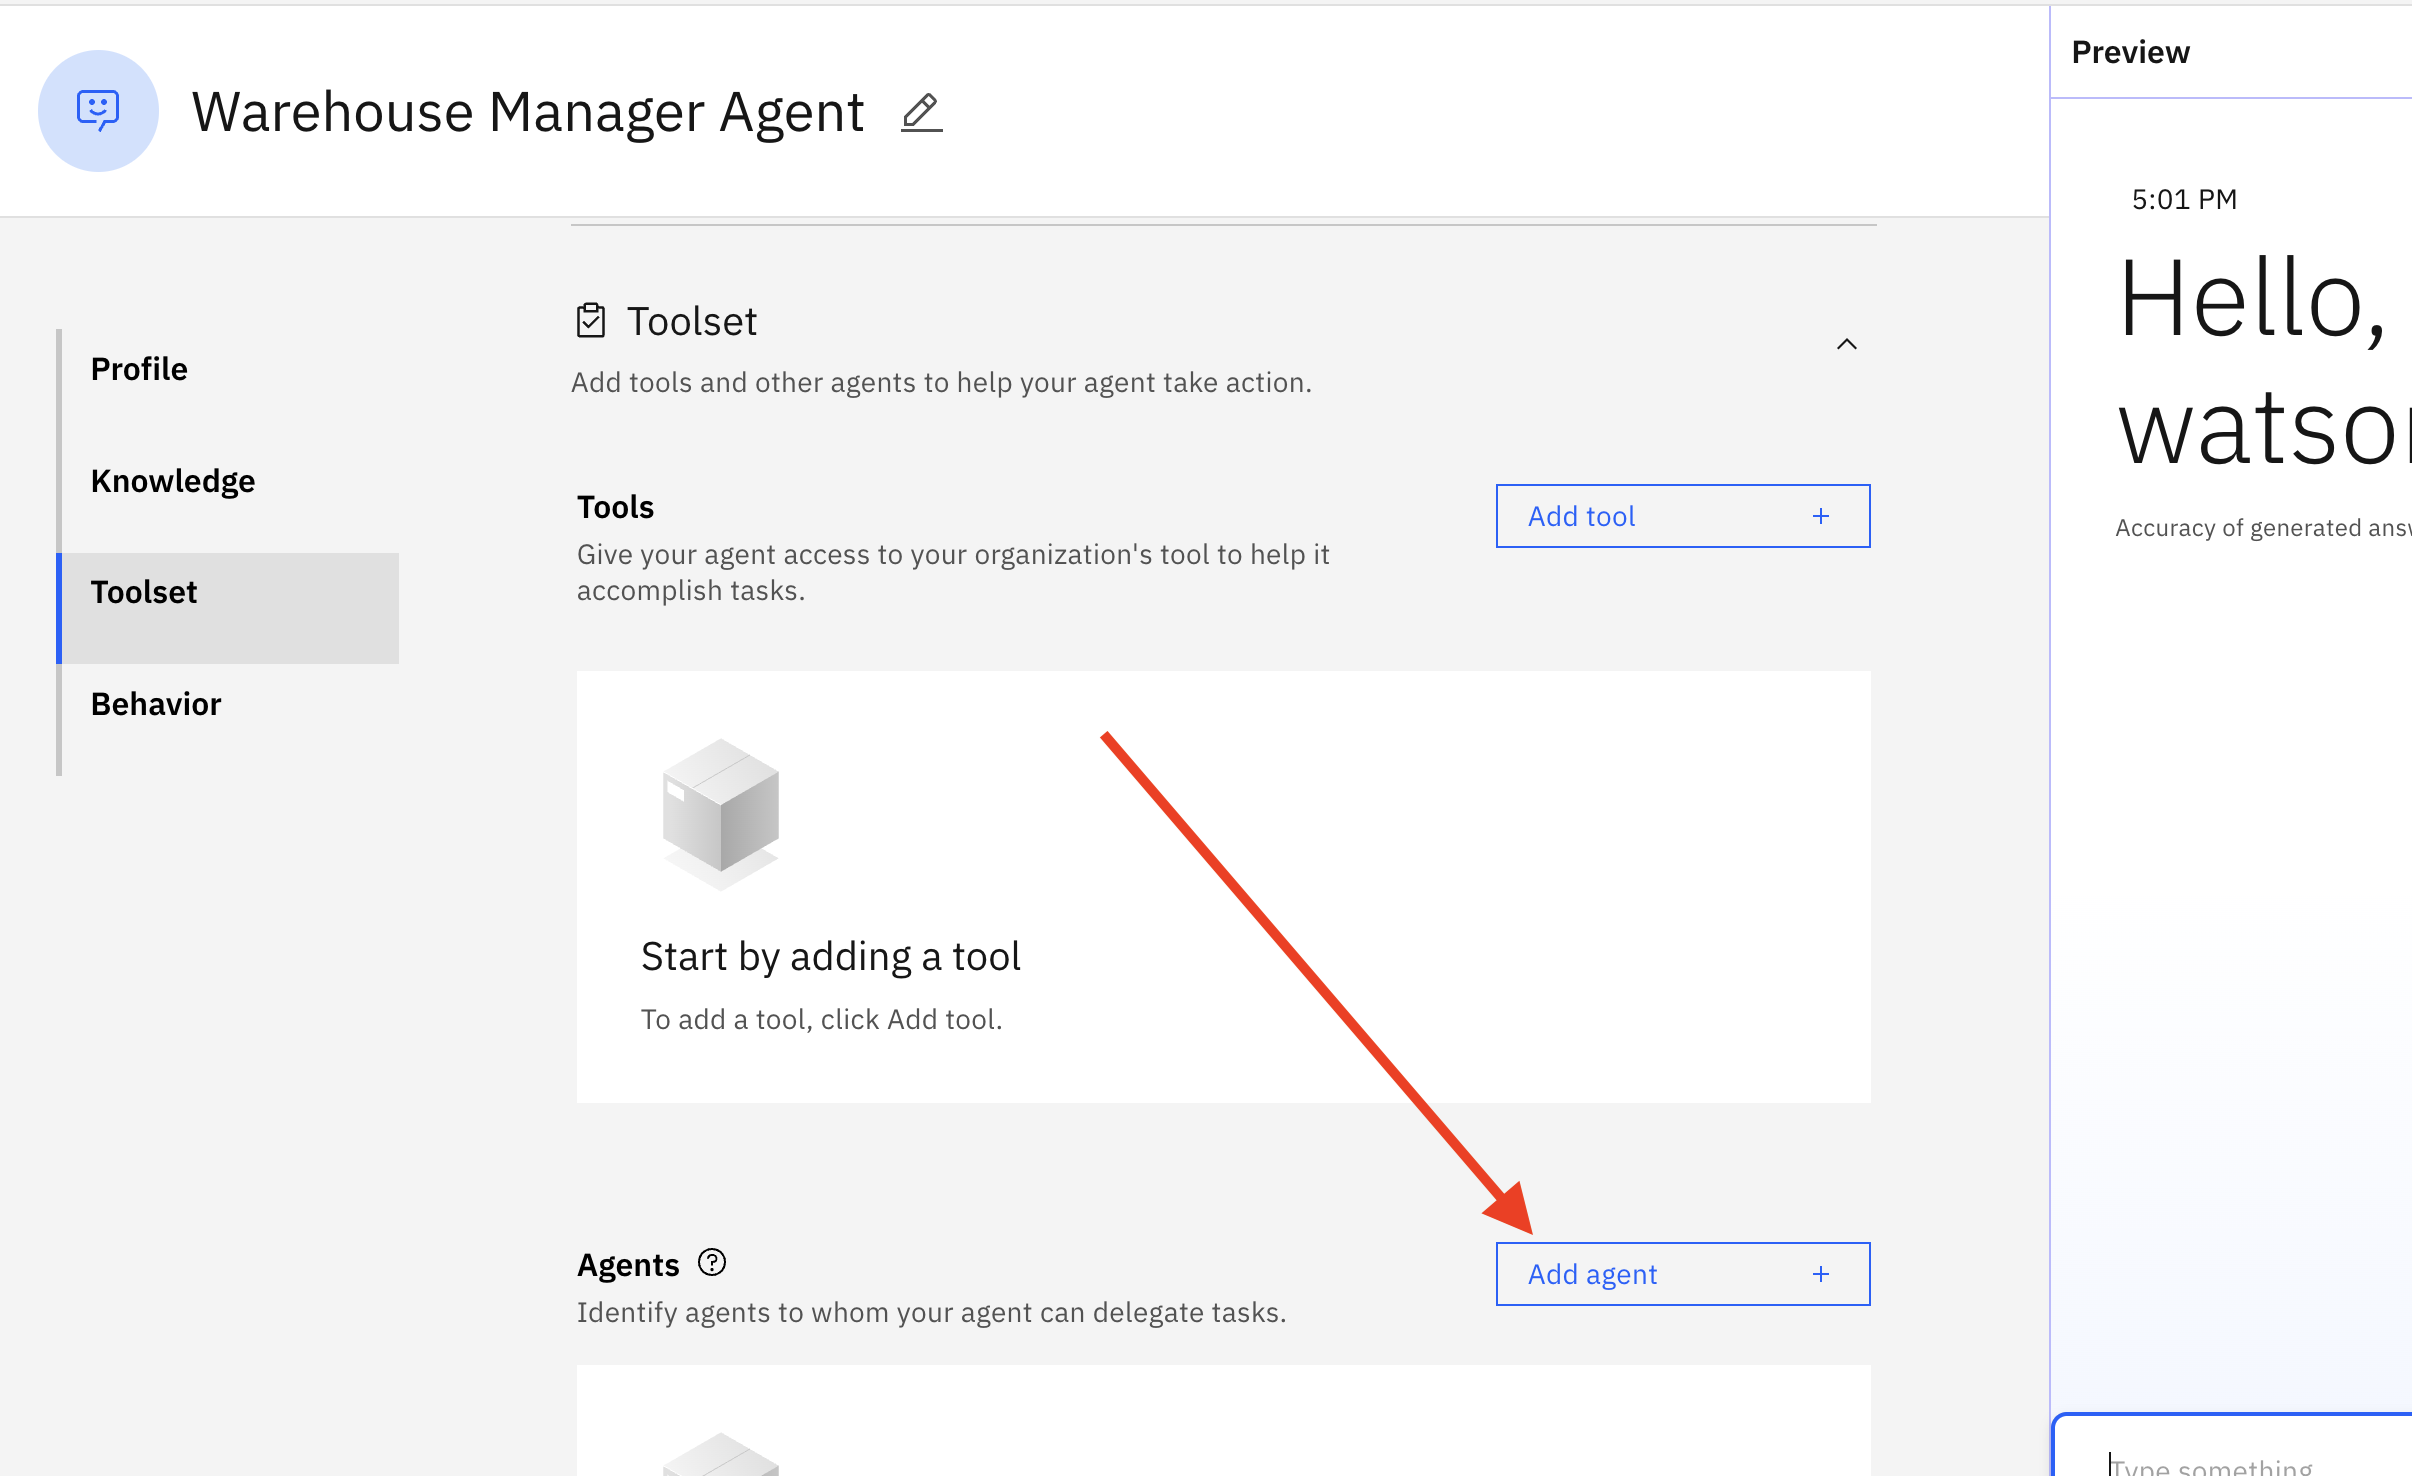 Warehouse Manager Agent
Profile
Knowledge
Toolset
Behavior
Toolset
Add tools and other agents to help your agent take action.
Tools
Add tool +
Give your agent access to your organization's tool to help it
accomplish tasks.
Start by adding a tool
To add a tool, click Add tool.
Agents ?
Add agent +
Identify agents to whom your agent can delegate tasks.
Preview
5:01 PM
Hello,
Accuracy of generated
Type something